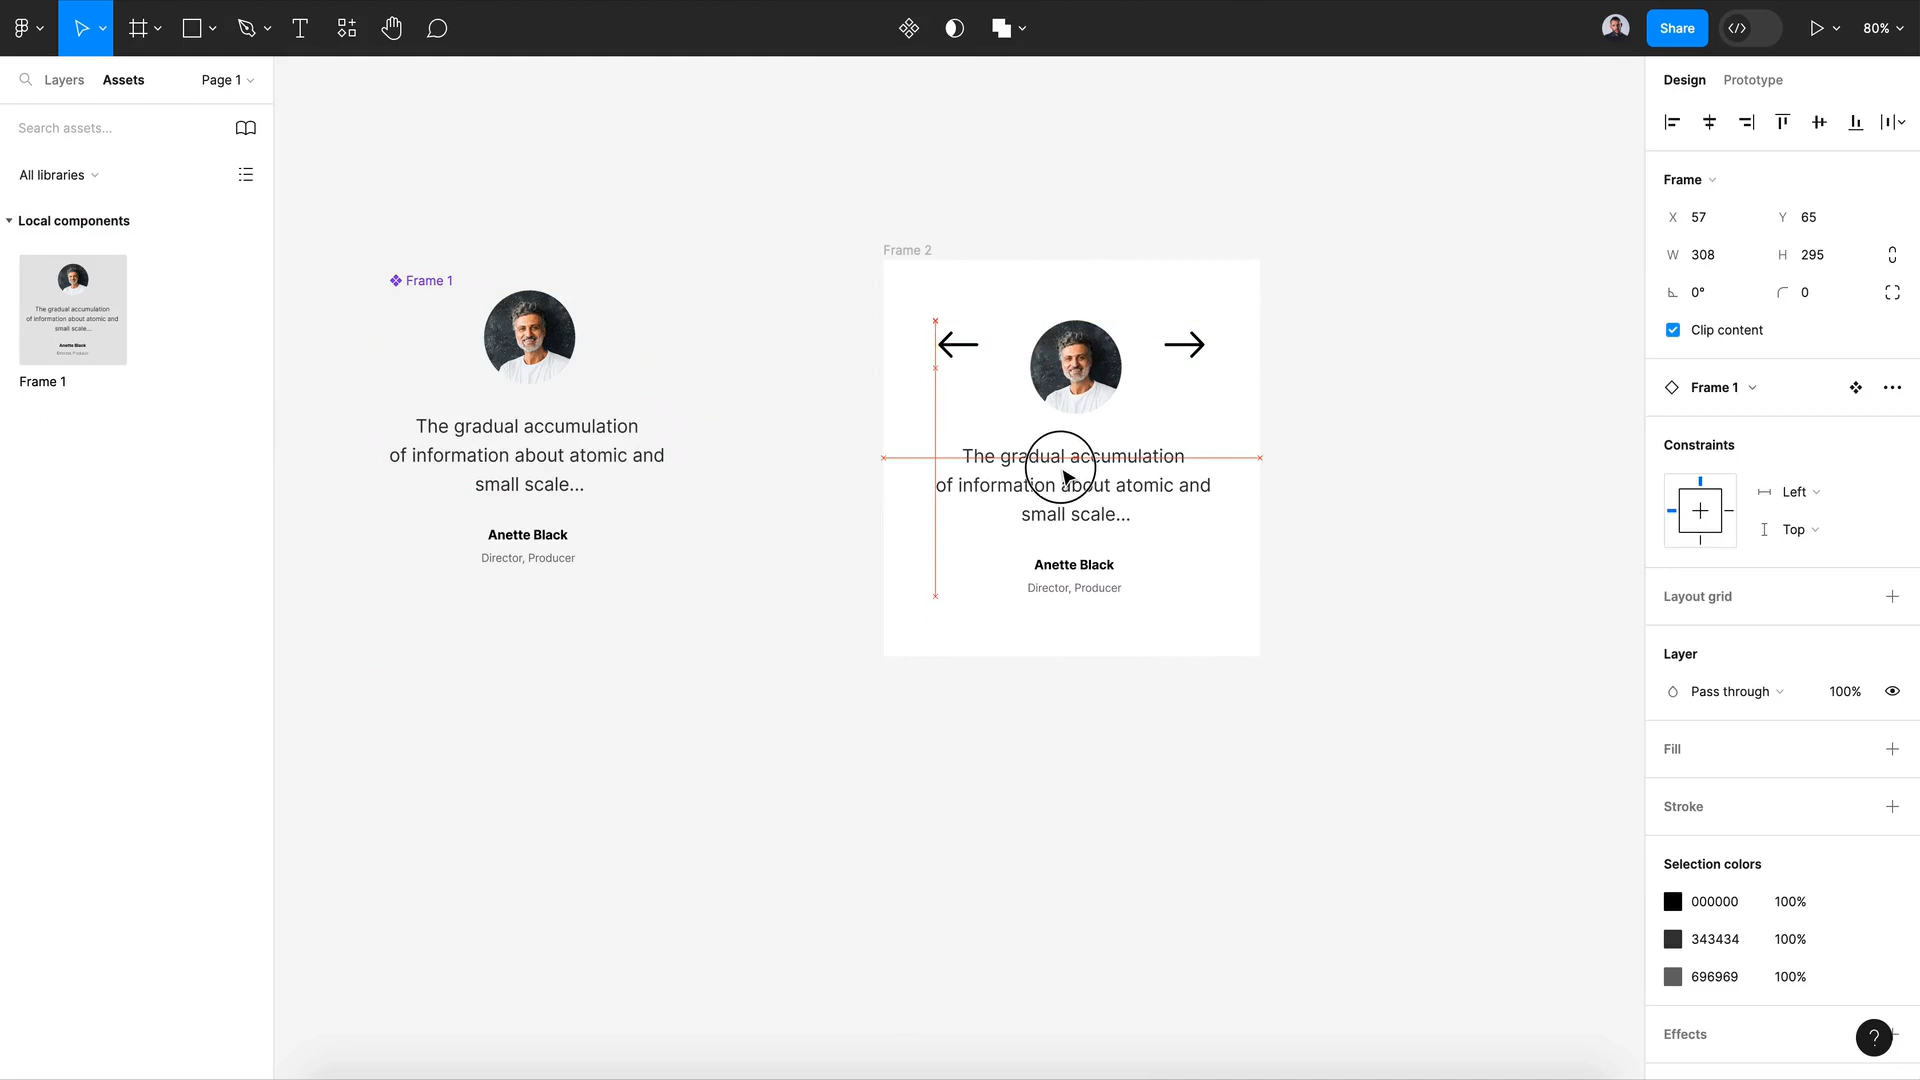 Share
80%
Layers
Assets
Page 1
Search assets...
All libraries
Local components
The gradual accumulation
of information about atomic and
small scale...
Anette Black
Director, Producer
Frame 1
Frame 1
The gradual accumulation
of information about atomic and
small scale...
Anette Black
Director, Producer
Frame 2
The gradual accumulation
of information about atomic and
small scale...
Anette Black
Director, Producer
Design
Prototype
Frame
X 57 Y 65
W 308 H 295
0° 0
Clip content
Frame 1
Constraints
Left
Top
Layout grid
Layer
Pass through 100%
Fill
Stroke
Selection colors
000000 100%
343434 100%
696969 100%
Effects
?